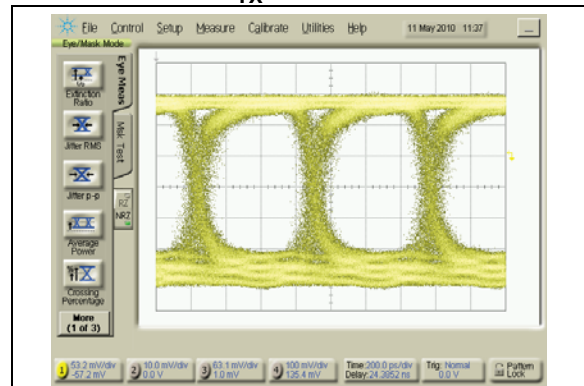 File Control Setup Measure Calibrate Utilities Help 11 May 2010 11:37
Eye/Mask Mode
Extinction
Ratio
Jitter RMS
Jitter p-p
Average
Power
Crossing
Percentage
More
(1 of 3)
Eye Meas
Msk Test
RZ
NRZ
1 53.2 mV/div 2 10.0 mV/div 3 63.1 mV/div 4 100 mV/div Time:200.0 ps/div Trig: Normal Pattern
-57.2 mV 0.0 V 1.0 mV 135.4 mV Delay:24.3852 ns 0.0 V Lock